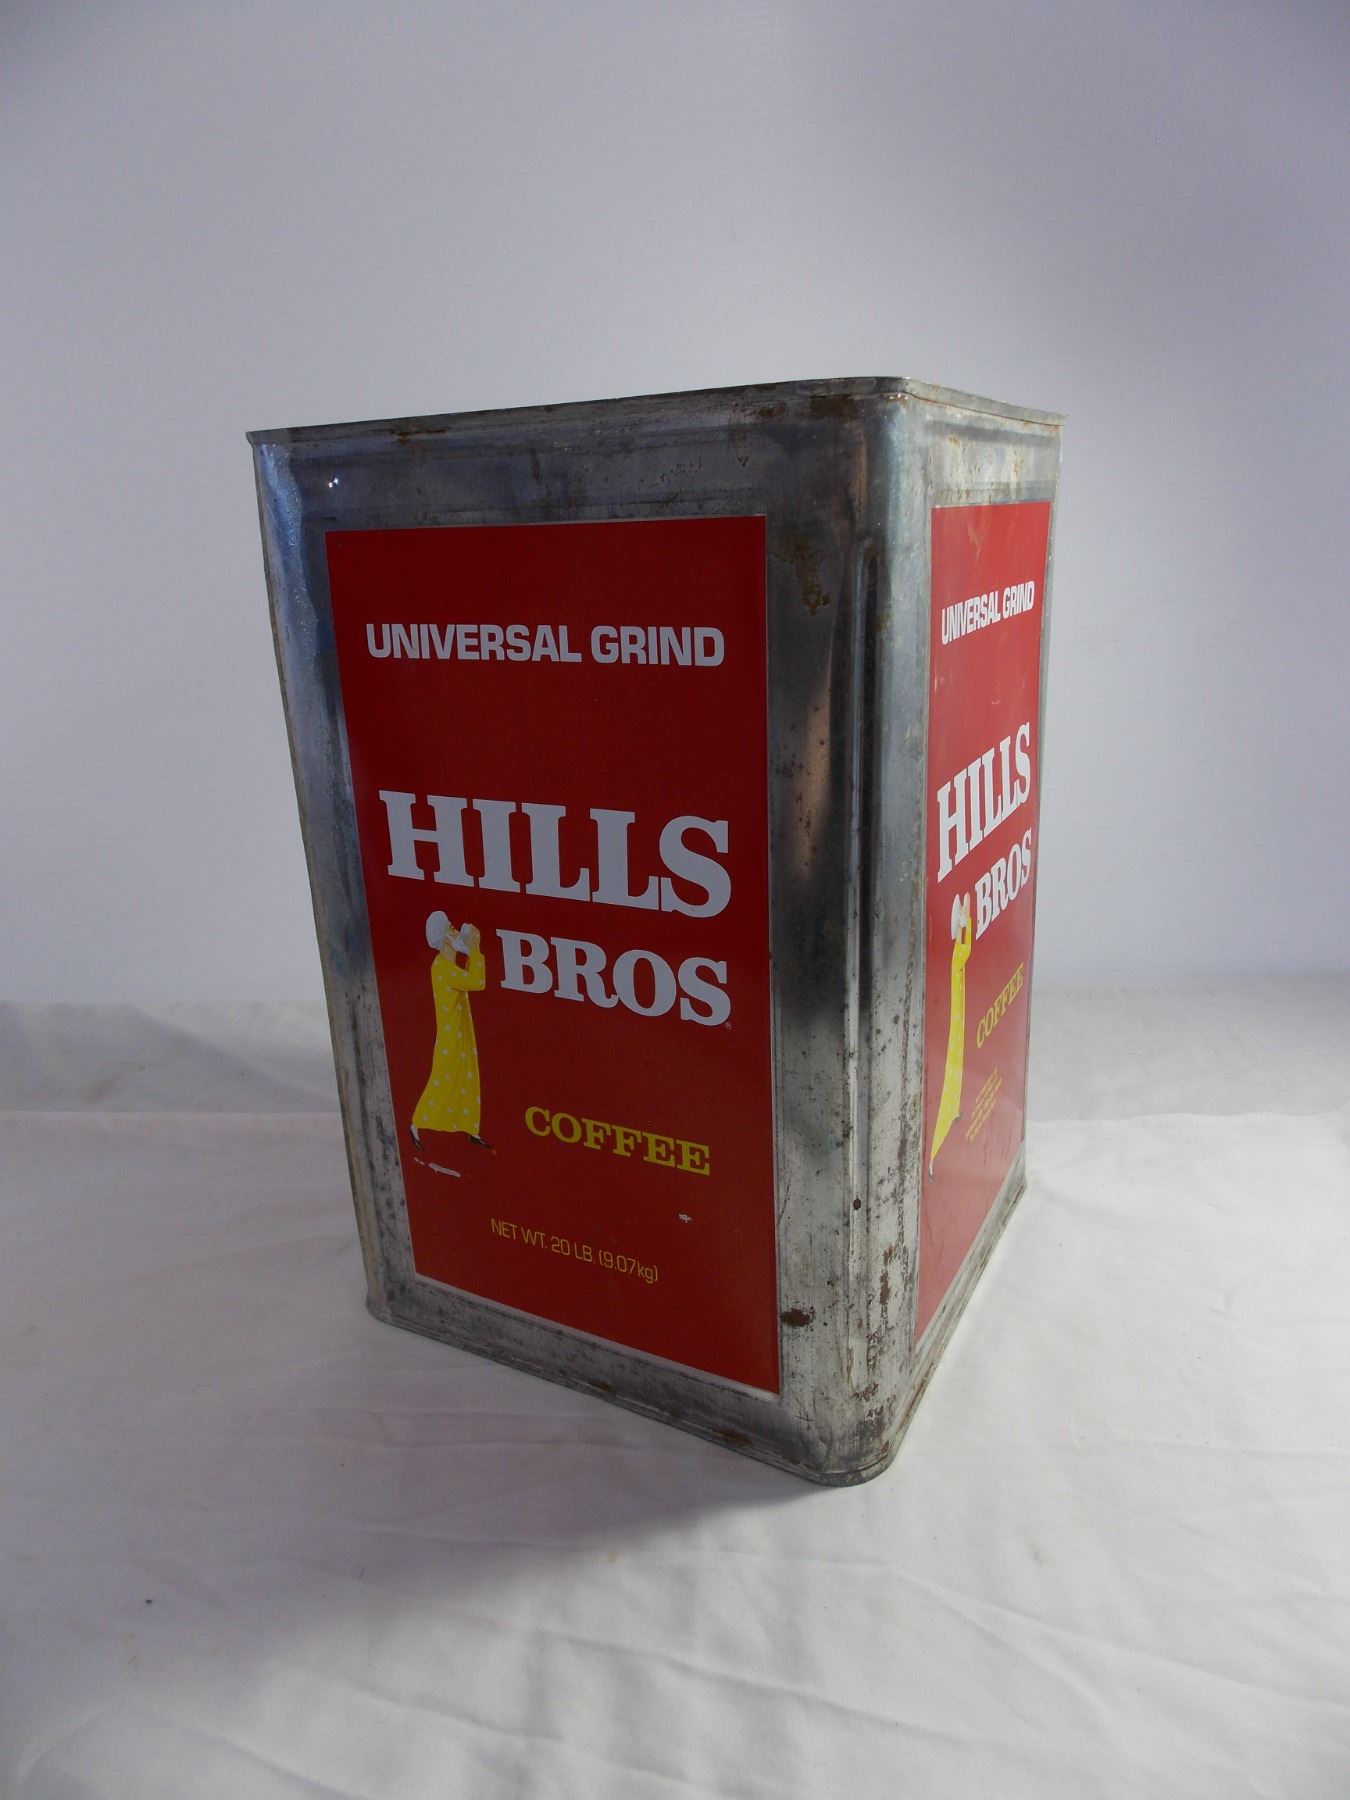 UNIVERSAL GRIND
HILLS
BROS
®
COFFEE
NET WT. 20 LB. (9.07kg)
UNIVERSAL GRIND
HILLS
BROS
COFFEE